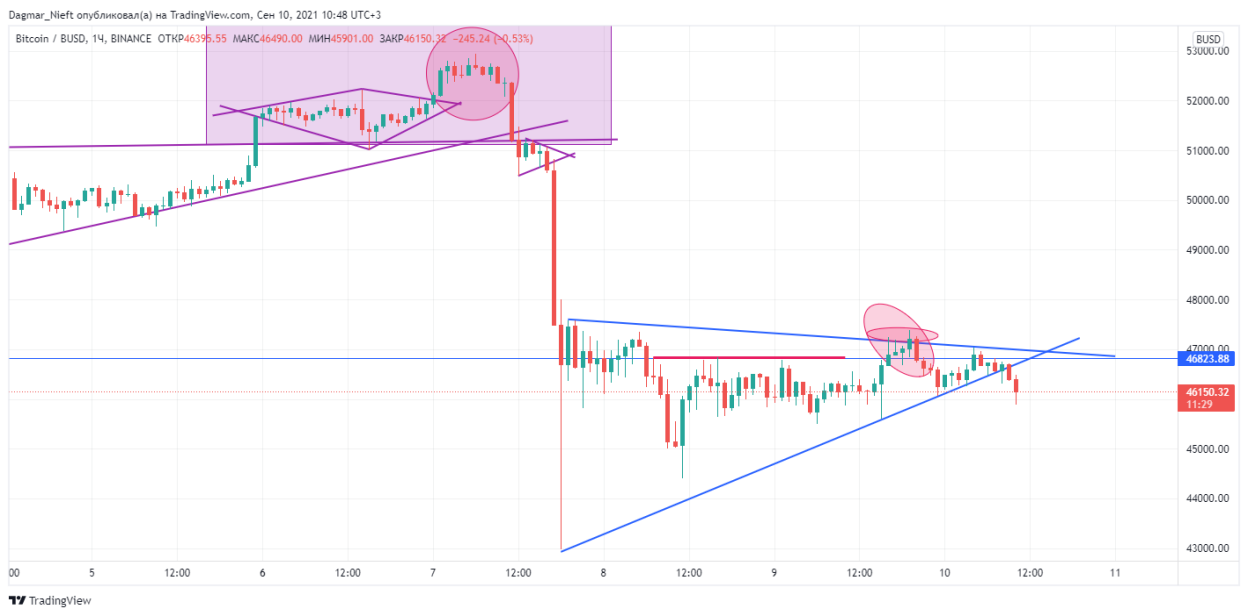 Dagmar_Nieft опубликовал(а) на TradingView.com, Сен 10, 2021 10:48 UTC+3
Bitcoin / BUSD, 1Ч, BINANCE ОТКР46395.55 МАКС46490.00 МИН45901.00 ЗАКР46150.32 −245.24 (−0.53%)
BUSD
53000.00
52000.00
51000.00
50000.00
49000.00
48000.00
47000.00
46823.88
46150.32
11:29
45000.00
44000.00
43000.00
00 5 12:00 6 12:00 7 12:00 8 12:00 9 12:00 10 12:00 11
TradingView